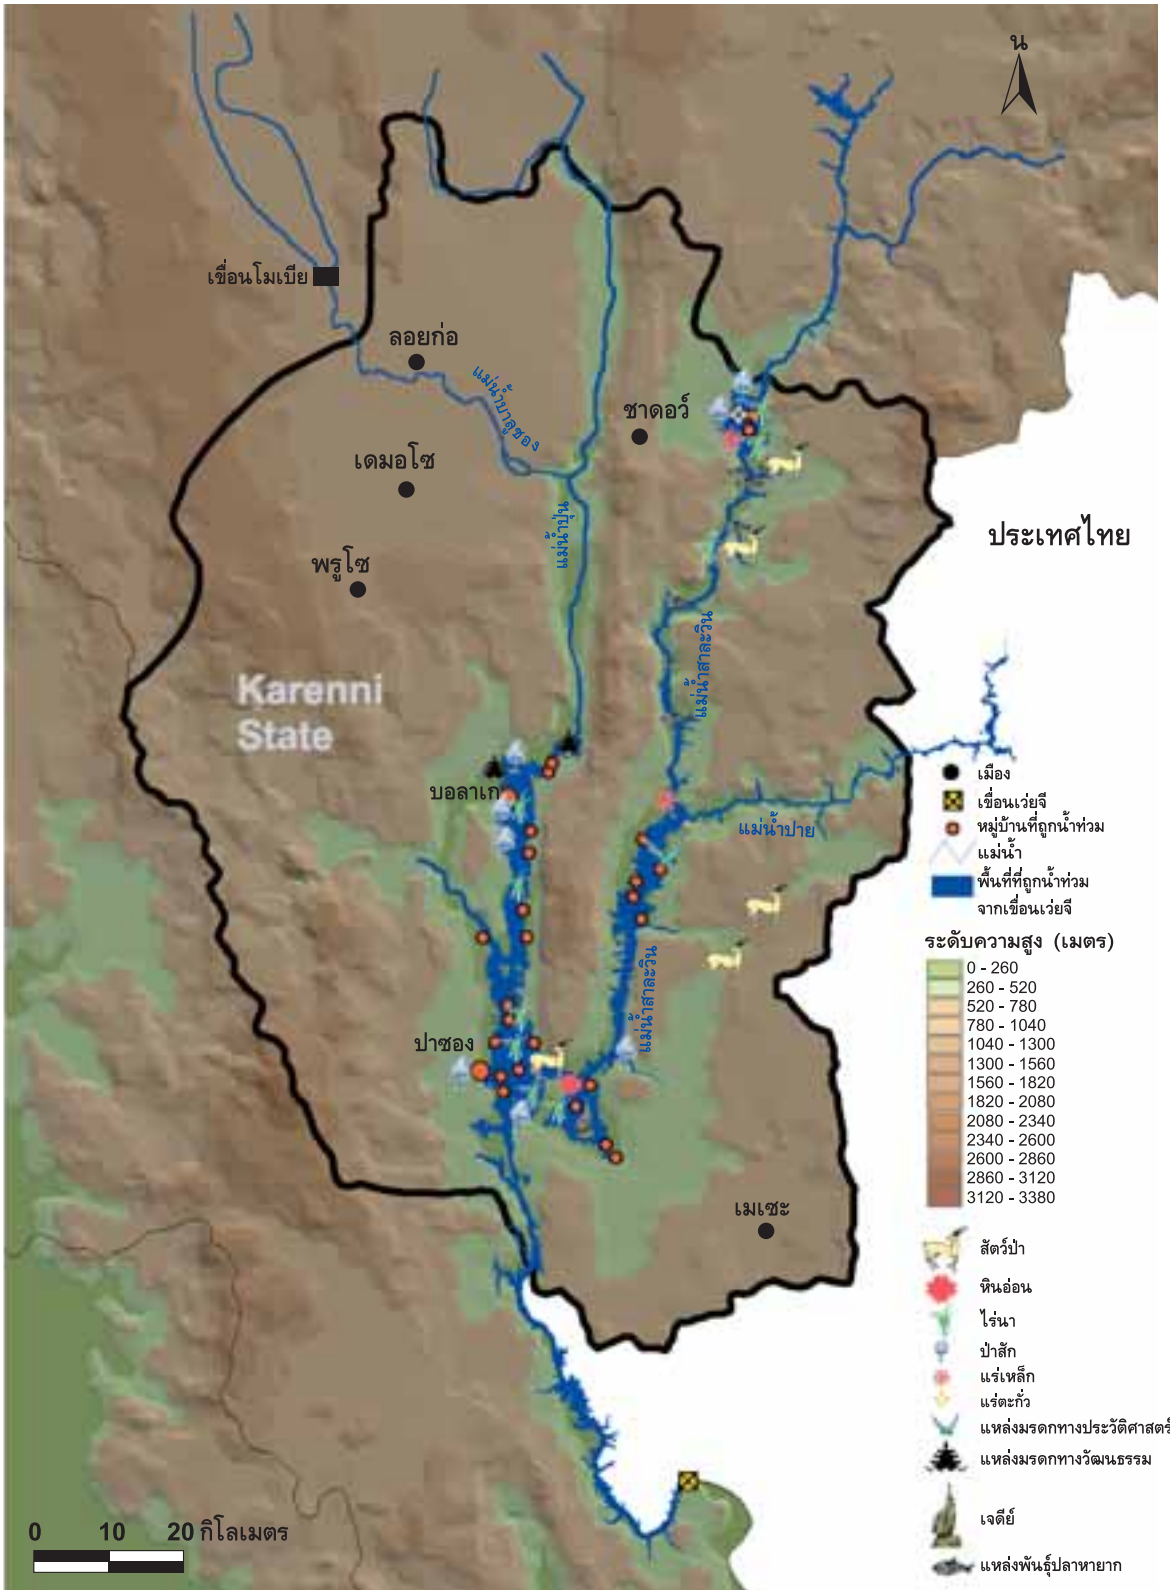 น
เขื่อนโมเบีย
ลอยก่อ
แม่น้ำบาลูชอง
ชาดอว์
เดมอโซ
ประเทศไทย
แม่น้ำปุ๋น
พรูโซ
แม่น้ำสาละวิน
Karenni
State
บอลาเก
แม่น้ำปาย
เมือง
เขื่อนเว่ยจี
หมู่บ้านที่ถูกน้ำท่วม
แม่น้ำ
พื้นที่ที่ถูกน้ำท่วม
จากเขื่อนเว่ยจี
ระดับความสูง (เมตร)
0 - 260
260 - 520
520 - 780
780 - 1040
1040 - 1300
1300 - 1560
1560 - 1820
1820 - 2080
2080 - 2340
2340 - 2600
2600 - 2860
2860 - 3120
3120 - 3380
แม่น้ำสาละวิน
ปาซอง
เมเซะ
สัตว์ป่า
หินอ่อน
ไร่นา
ป่าสัก
แร่เหล็ก
แร่ตะกั่ว
แหล่งมรดกทางประวัติศาสตร์
แหล่งมรดกทางวัฒนธรรม
เจดีย์
แหล่งพันธุ์ปลาหายาก
0 10 20 กิโลเมตร